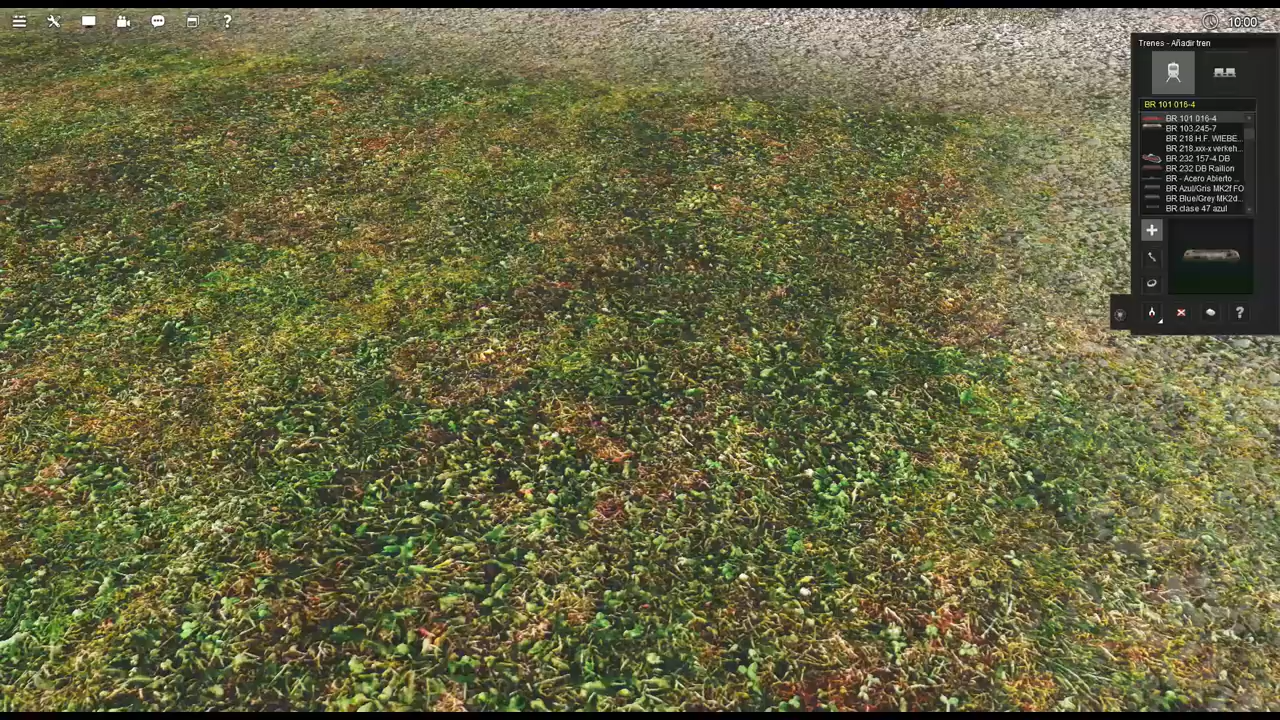 10:00
Trenes - Añadir tren
BR 101 016-4
BR 101 016-4
BR 103.245-7
BR 218 H.F. WIEBE...
BR 218.xxx-x verkeh...
BR 232 157-4 DB
BR 232 DB Raillion
BR - Acero Abierto ...
BR Azul/Gris MK2f FO
BR Blue/Grey MK2d...
BR clase 47 azul